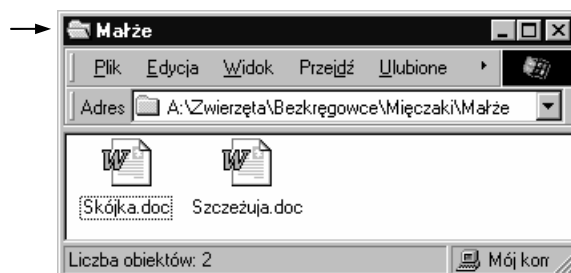 Małże
Plik Edycja Widok Przejdź Ulubione
Adres A:\Zwierzęta\Bezkręgowce\Mięczaki\Małże
Skójka.doc Szczeżuja.doc
Liczba obiektów: 2 Mój kom